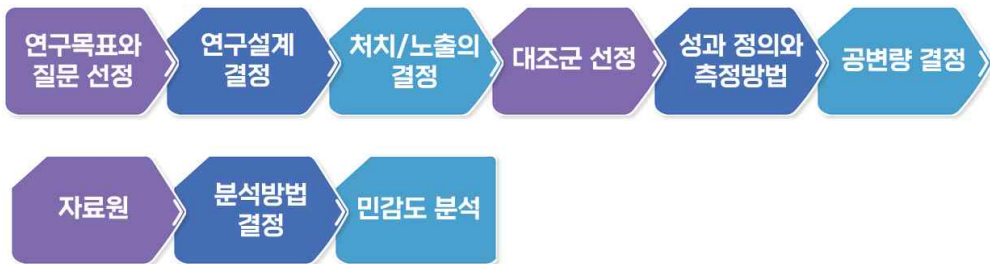 연구목표와
질문 선정
연구설계
결정
처치/노출의
결정
대조군 선정
성과 정의와
측정방법
공변량 결정
자료원
분석방법
결정
민감도 분석